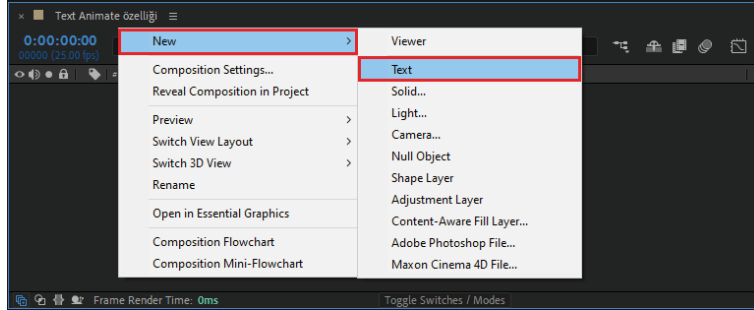 Text Animate özelliği
0:00:00:00
00000 (25.00 fps)
New
Composition Settings...
Reveal Composition in Project
Preview
Switch View Layout
Switch 3D View
Rename
Open in Essential Graphics
Composition Flowchart
Composition Mini-Flowchart
Viewer
Text
Solid...
Light...
Camera...
Null Object
Shape Layer
Adjustment Layer
Content-Aware Fill Layer...
Adobe Photoshop File...
Maxon Cinema 4D File...
Frame Render Time: 0ms
Toggle Switches / Modes